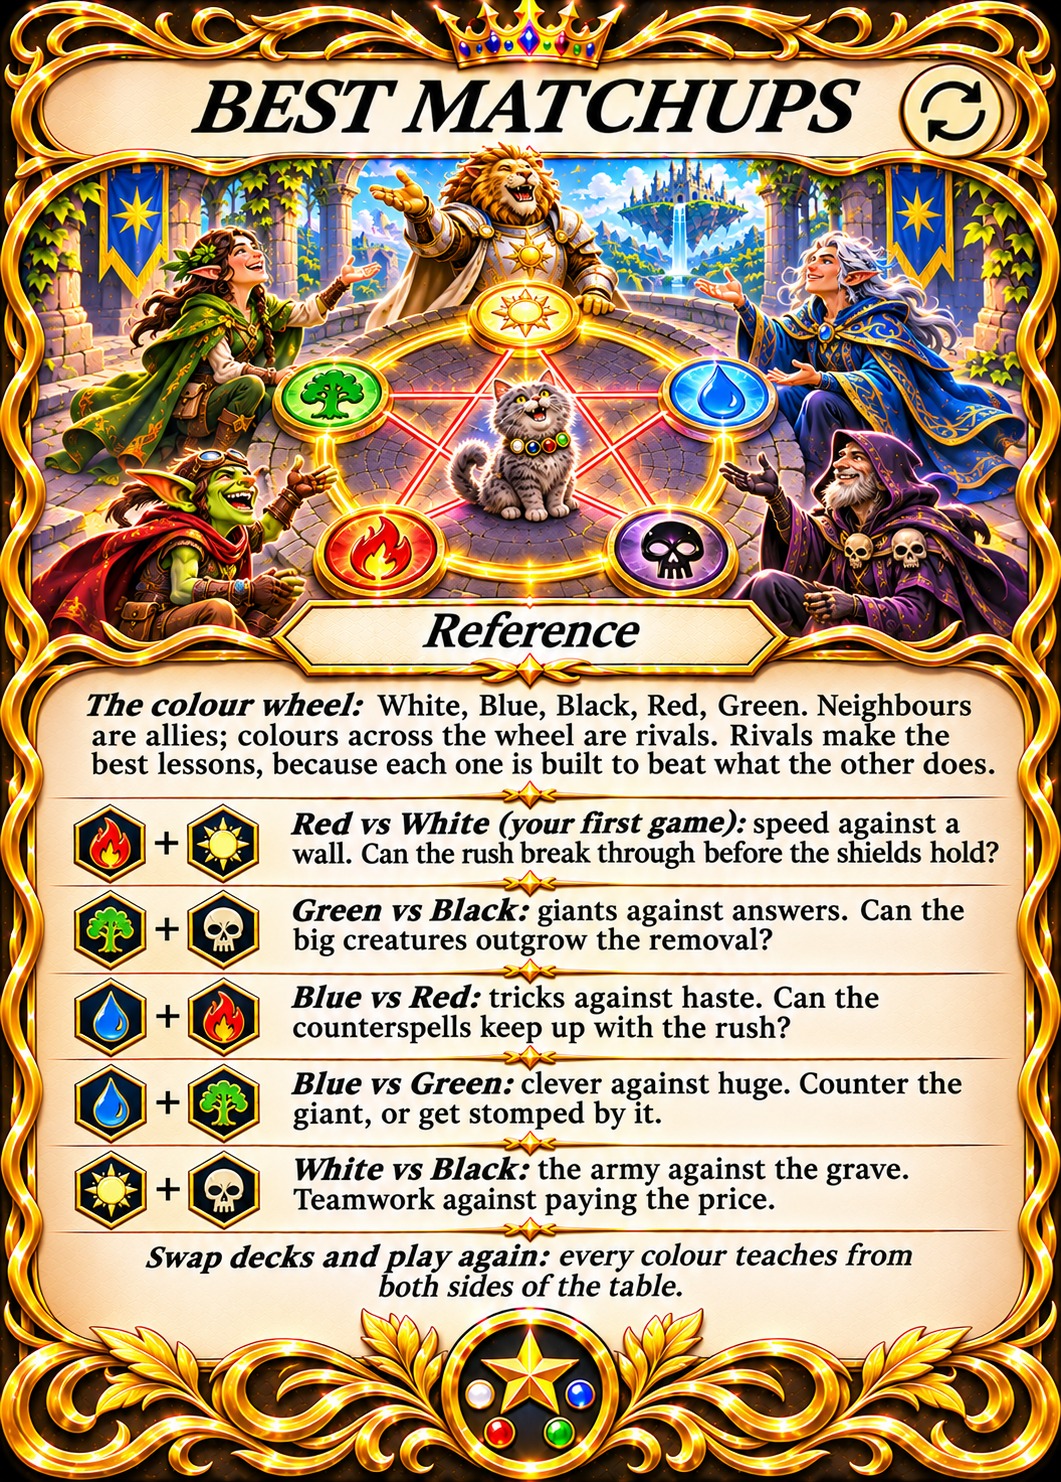 BEST MATCHUPS
Reference
The colour wheel: White, Blue, Black, Red, Green. Neighbours
are allies; colours across the wheel are rivals. Rivals make the
best lessons, because each one is built to beat what the other does.
+
Red vs White (your first game): speed against a
wall. Can the rush break through before the shields hold?
+
Green vs Black: giants against answers. Can the
big creatures outgrow the removal?
+
Blue vs Red: tricks against haste. Can the
counterspells keep up with the rush?
+
Blue vs Green: clever against huge. Counter the
giant, or get stomped by it.
+
White vs Black: the army against the grave.
Teamwork against paying the price.
Swap decks and play again: every colour teaches from
both sides of the table.